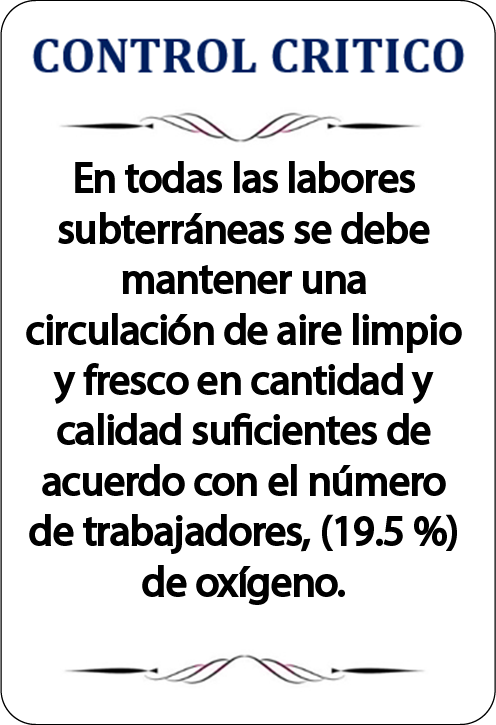 CONTROL CRITICO
En todas las labores
subterráneas se debe
mantener una
circulación de aire limpio
y fresco en cantidad y
calidad suficientes de
acuerdo con el número
de trabajadores, (19.5 %)
de oxígeno.